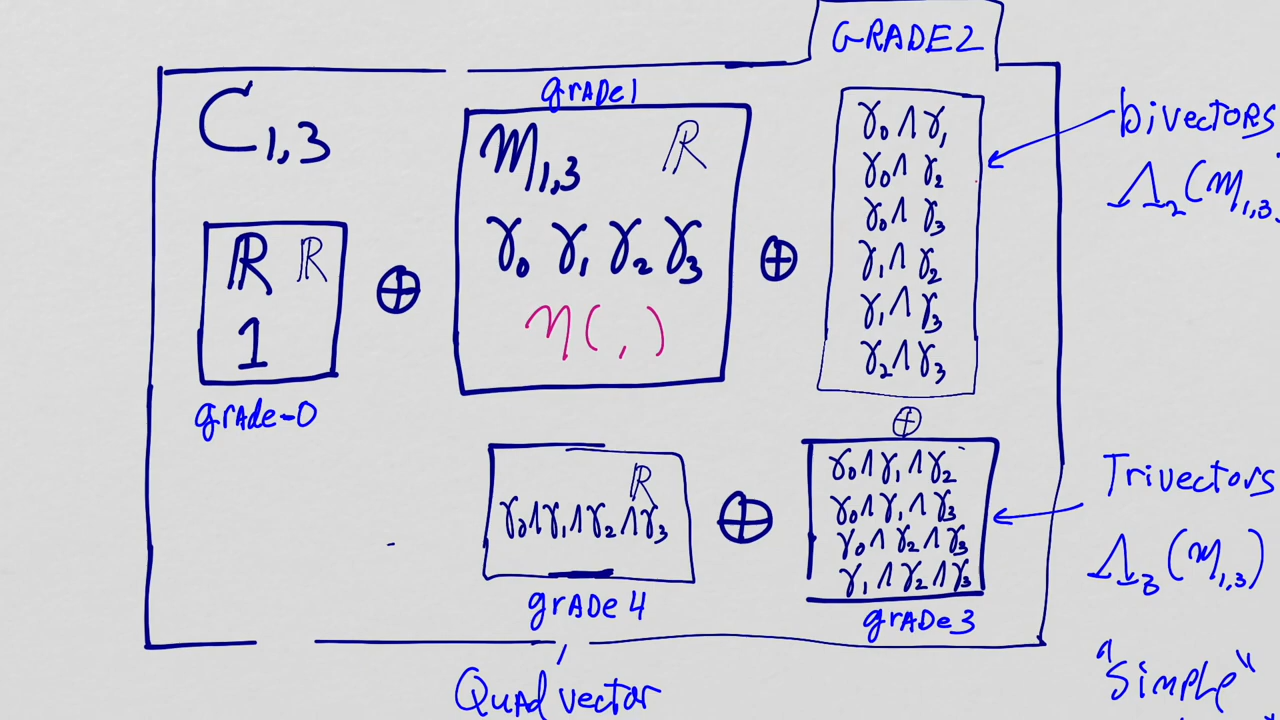 GRADE2
grADe1
C₁,₃
M₁,₃ ℝ
γ₀ γ₁ γ₂ γ₃
η( , )
ℝ ℝ
1
grAde-0
⊕
⊕
γ₀∧γ₁
γ₀∧γ₂
γ₀∧γ₃
γ₁∧γ₂
γ₁∧γ₃
γ₂∧γ₃
bivectORS
Λ₂(M₁,₃)
⊕
ℝ
γ₀∧γ₁∧γ₂∧γ₃
grADe 4
⊕
γ₀∧γ₁∧γ₂
γ₀∧γ₁∧γ₃
γ₀∧γ₂∧γ₃
γ₁∧γ₂∧γ₃
grADe3
Trivectors
Λ₃(M₁,₃)
QuAd vector
"Simple"